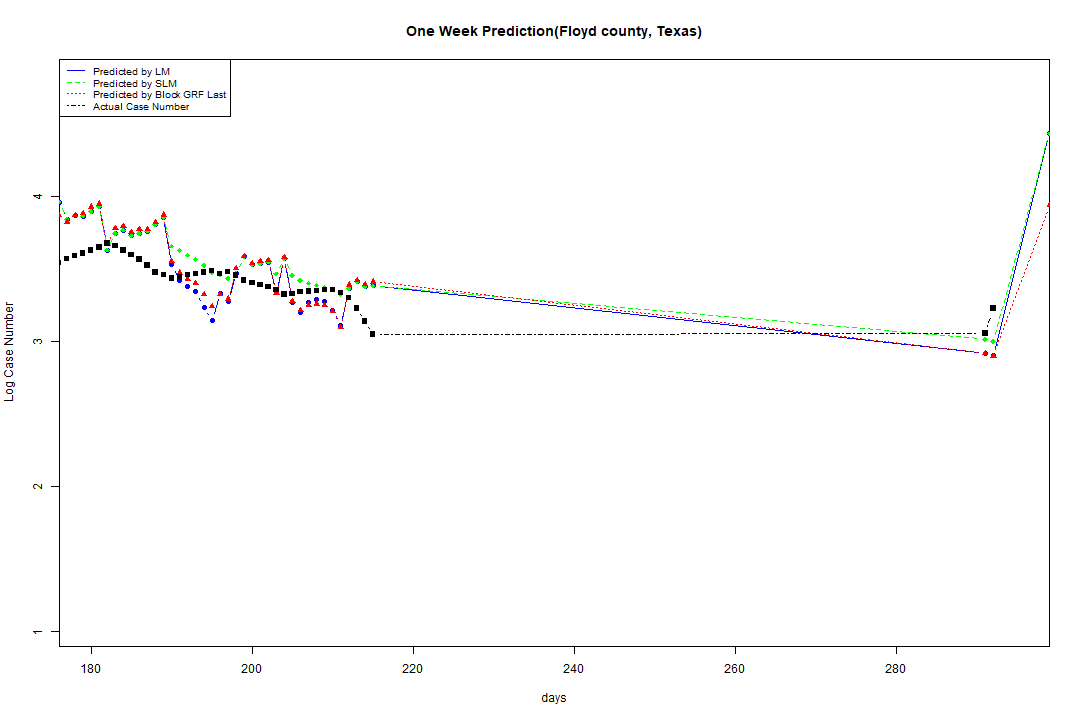 One Week Prediction(Floyd county, Texas)
Predicted by LM
Predicted by SLM
Predicted by Block GRF Last
Actual Case Number
4
3
2
1
Log Case Number
180 200 220 240 260 280
days